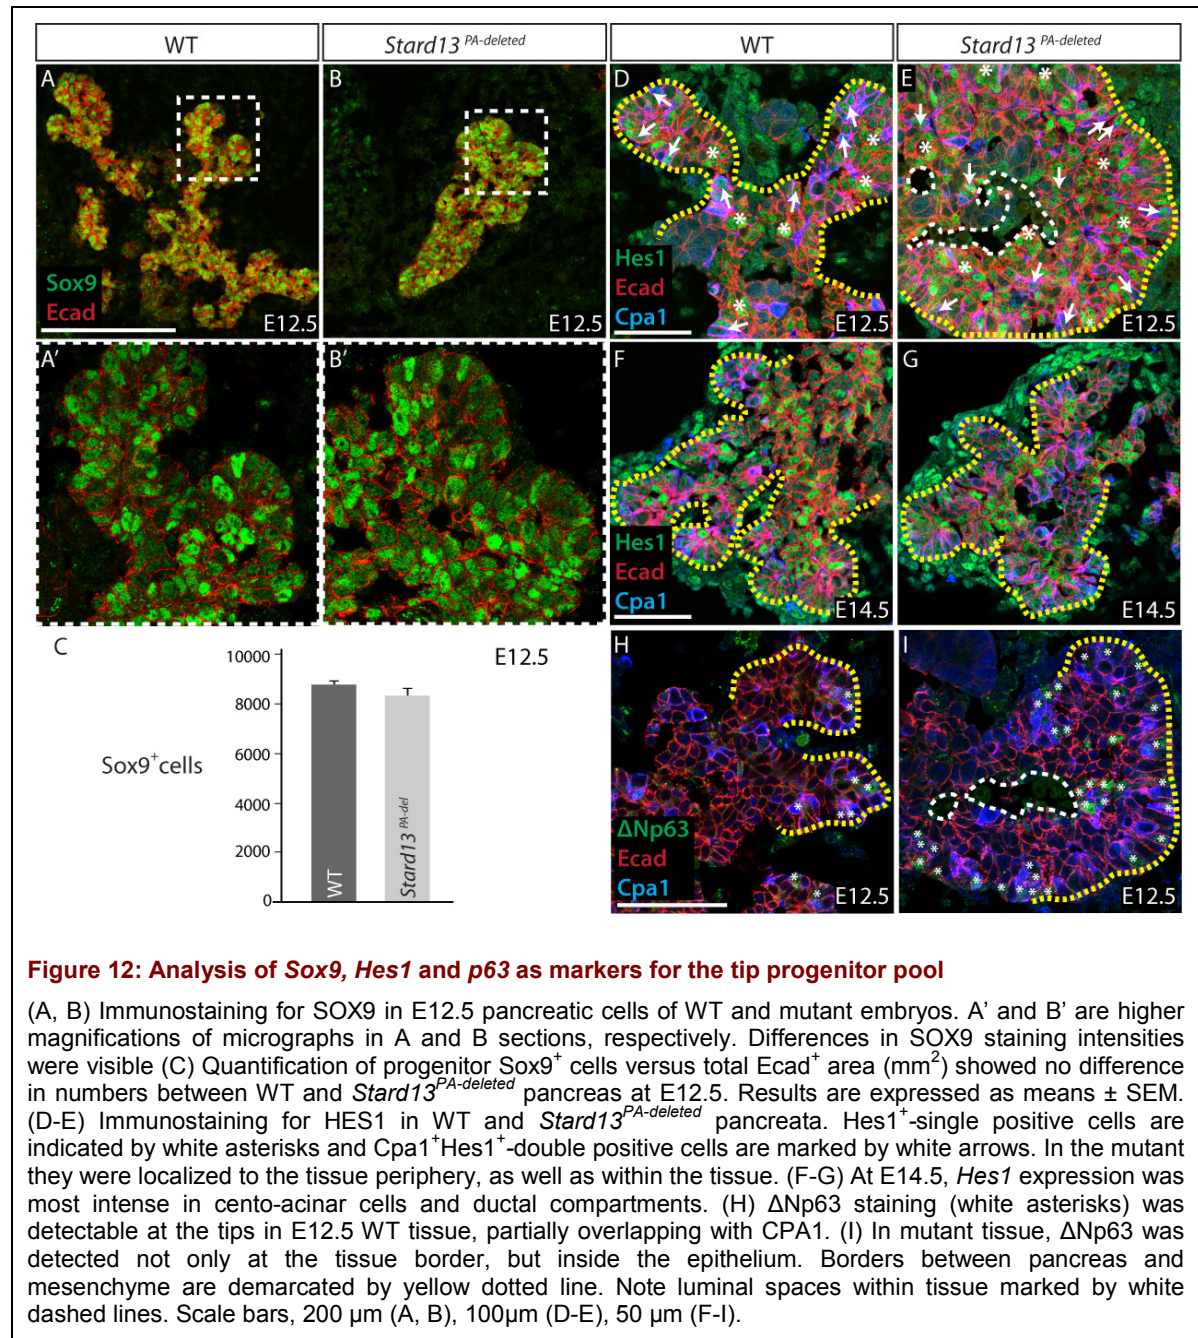 WT
Stard13 PA-deleted
WT
Stard13 PA-deleted
A
Sox9
Ecad
E12.5
B
E12.5
D
Hes1
Ecad
Cpa1
E12.5
E
E12.5
A'
B'
F
Hes1
Ecad
Cpa1
E14.5
G
E14.5
C
E12.5
Sox9+cells
10000
8000
6000
4000
2000
0
WT
Stard13 PA-del
H
ΔNp63
Ecad
Cpa1
E12.5
I
E12.5
Figure 12: Analysis of Sox9, Hes1 and p63 as markers for the tip progenitor pool
(A, B) Immunostaining for SOX9 in E12.5 pancreatic cells of WT and mutant embryos. A’ and B’ are higher
magnifications of micrographs in A and B sections, respectively. Differences in SOX9 staining intensities
were visible (C) Quantification of progenitor Sox9+ cells versus total Ecad+ area (mm2) showed no difference
in numbers between WT and Stard13PA-deleted pancreas at E12.5. Results are expressed as means ± SEM.
(D-E) Immunostaining for HES1 in WT and Stard13PA-deleted pancreata. Hes1+-single positive cells are
indicated by white asterisks and Cpa1+Hes1+-double positive cells are marked by white arrows. In the mutant
they were localized to the tissue periphery, as well as within the tissue. (F-G) At E14.5, Hes1 expression was
most intense in cento-acinar cells and ductal compartments. (H) ΔNp63 staining (white asterisks) was
detectable at the tips in E12.5 WT tissue, partially overlapping with CPA1. (I) In mutant tissue, ΔNp63 was
detected not only at the tissue border, but inside the epithelium. Borders between pancreas and
mesenchyme are demarcated by yellow dotted line. Note luminal spaces within tissue marked by white
dashed lines. Scale bars, 200 µm (A, B), 100µm (D-E), 50 µm (F-I).